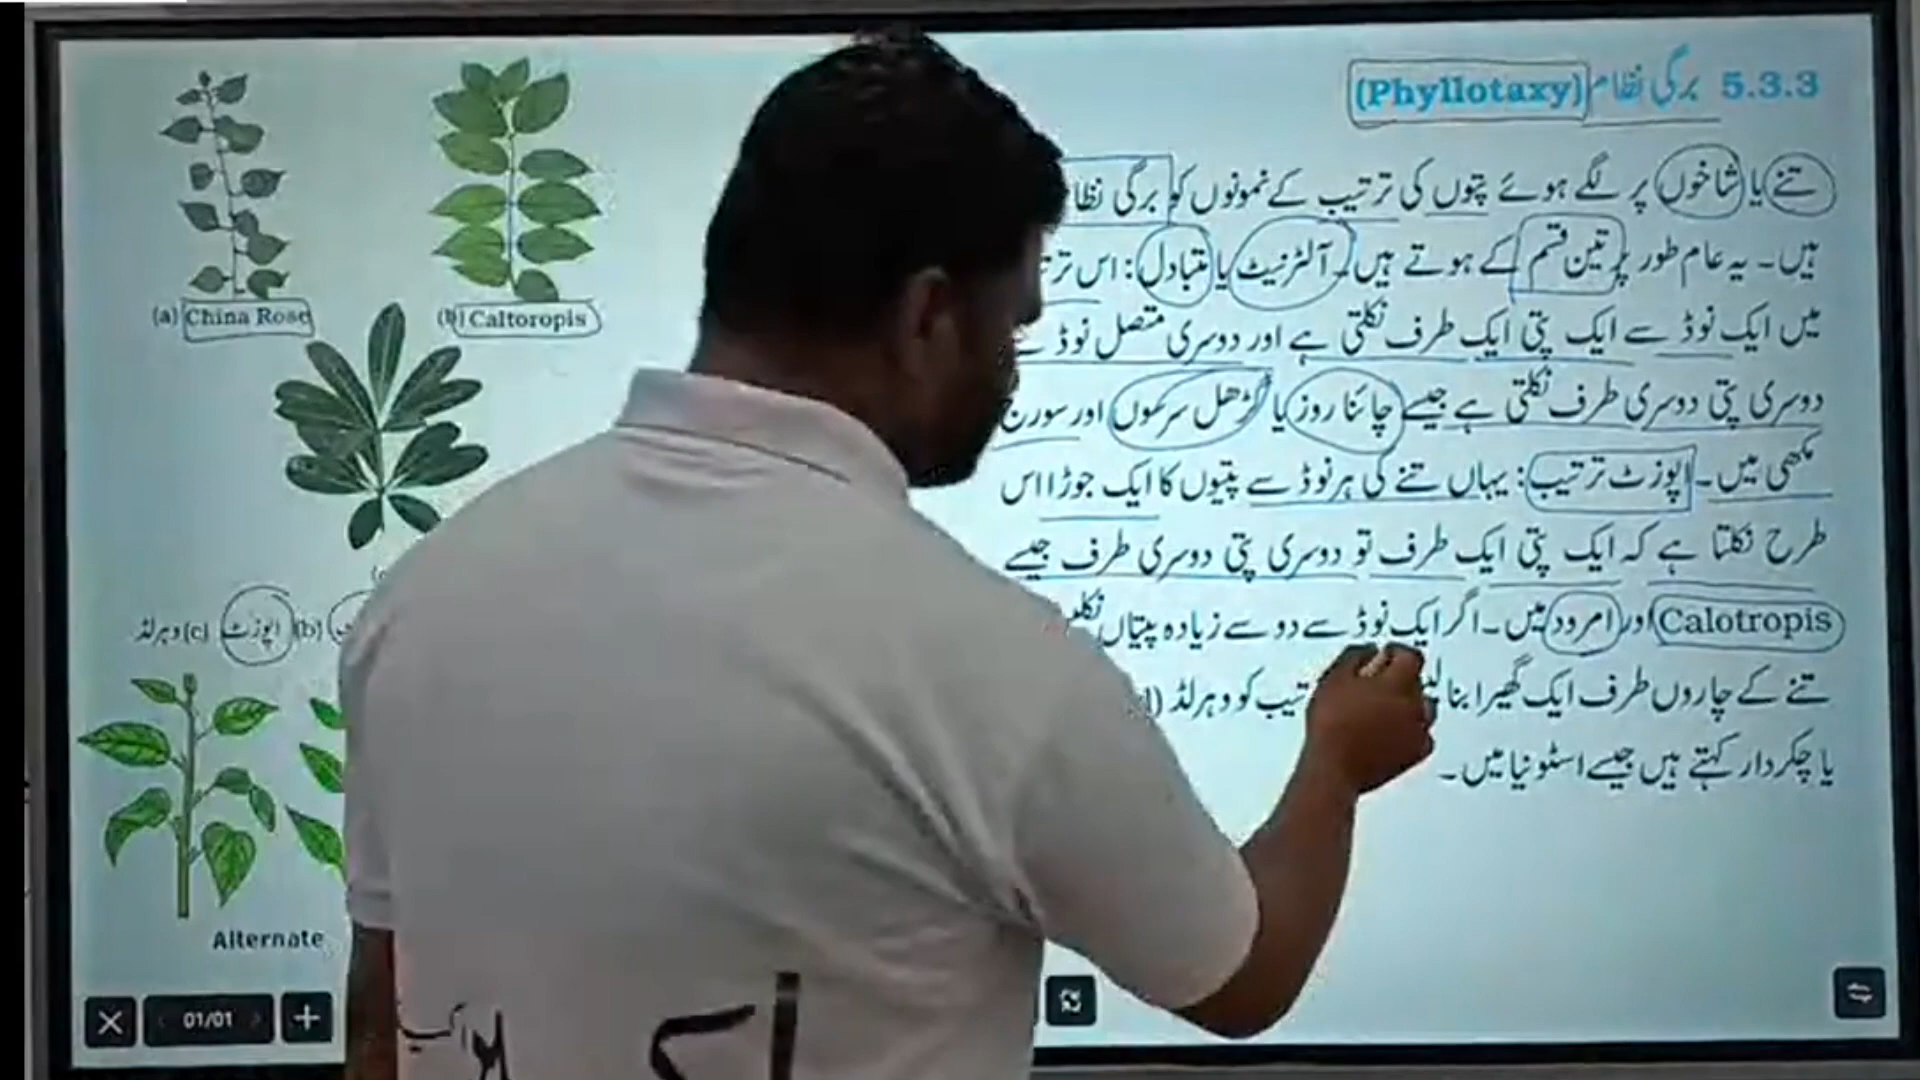 5.3.3 برگی نظام (Phyllotaxy)
تنے یا شاخوں پر لگے ہوئے پتوں کی ترتیب کے نمونوں کو برگی نظا
ہیں۔ یہ عام طور پر تین قسم کے ہوتے ہیں۔ آلٹرنیٹ یا متبادل: اس
میں ایک نوڈ سے ایک پتی ایک طرف نکلتی ہے اور دوسری متصل نوڈ
دوسری پتی دوسری طرف نکلتی ہے جیسے چائنا روز یا گڑھل سرسوں اور سورج
مکھی میں۔ اپوزٹ ترتیب: یہاں تنے کی ہر نوڈ سے پتیوں کا ایک جوڑا اس
طرح نکلتا ہے کہ ایک پتی ایک طرف تو دوسری پتی دوسری طرف جیسے
Calotropis اور امرود میں۔ اگر ایک نوڈ سے دو سے زیادہ پتیاں
تنے کے چاروں طرف ایک گھیرا بنا تیب کو وہرلڈ
یا چکردار کہتے ہیں جیسے اسٹونیا میں۔
(a) China Rose
(b) Caltoropis
(b) اپوزٹ (c) وہرلڈ
Alternate
01/01